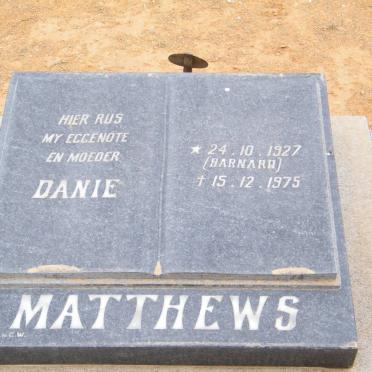 HIER RUS
MY EGGENOTE
EN MOEDER
DANIE
★ 24.10.1927
(BARNARD)
† 15.12.1975
MATTHEWS